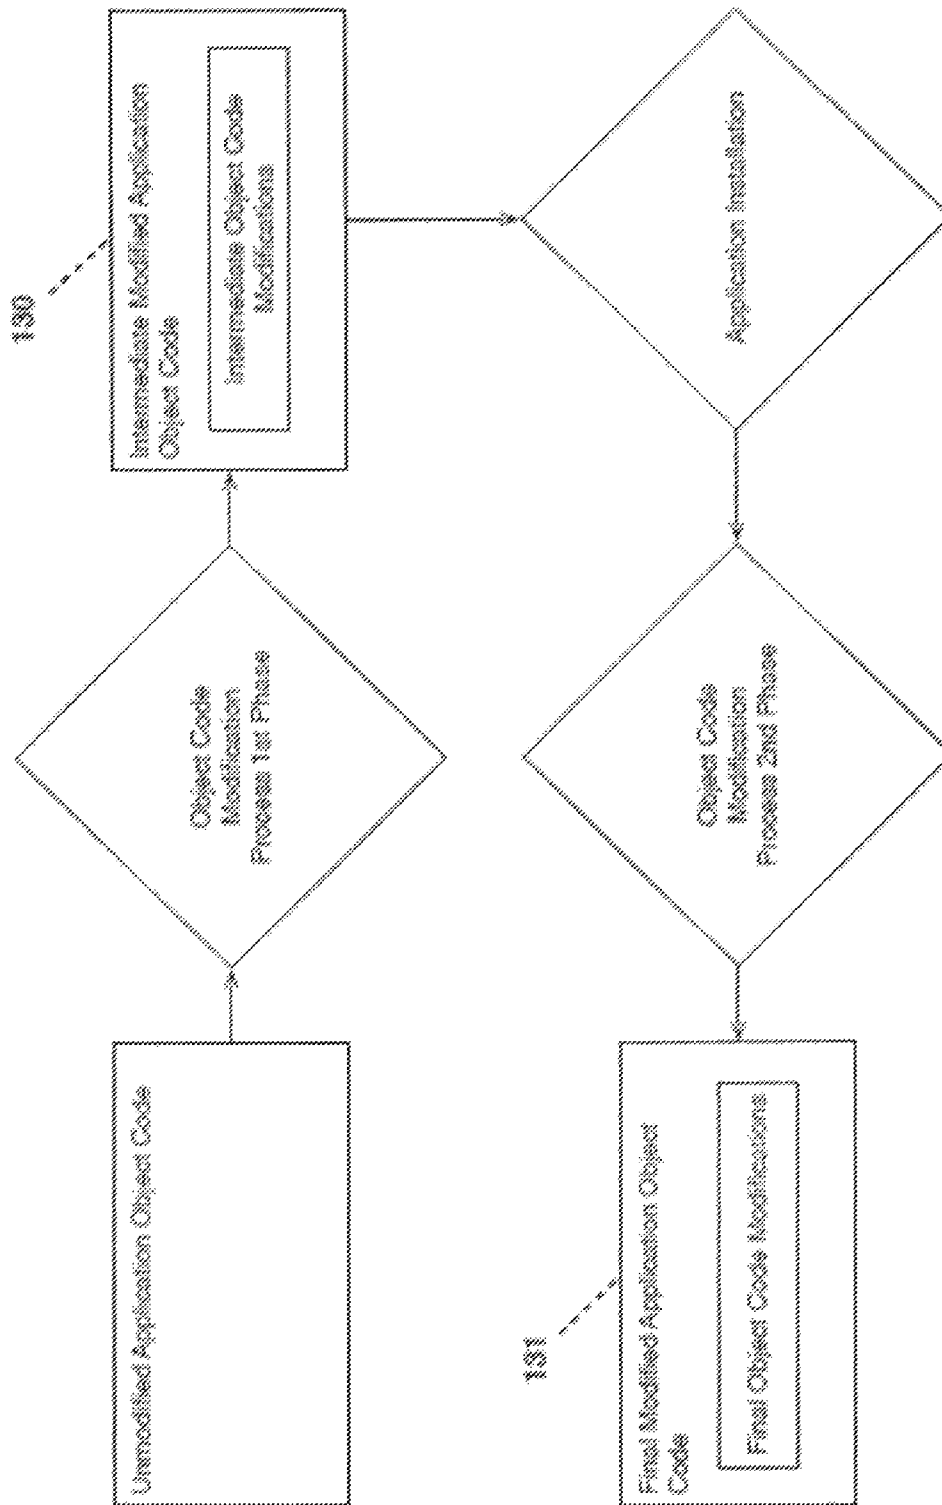 Unmodified Application Object Code
Object Code
Modification
Process 1st Phase
130
Intermediate Modified Application
Object Code
Intermediate Object Code
Modifications
Application Installation
Object Code
Modification
Process 2nd Phase
131
Final Modified Application Object
Code
Final Object Code Modifications